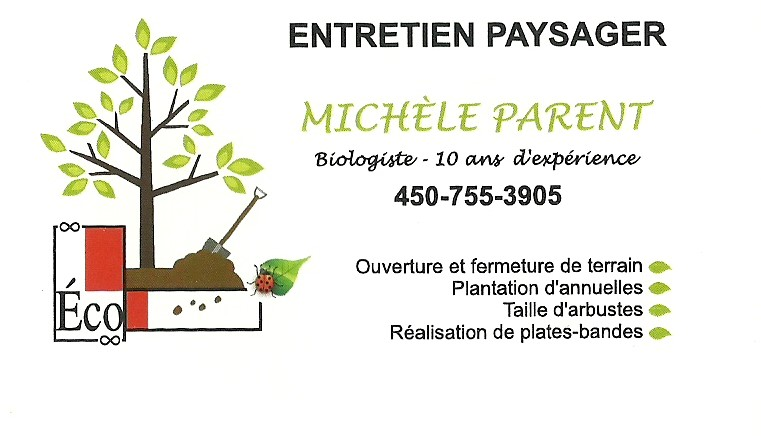 ENTRETIEN PAYSAGER
MICHÈLE PARENT
Biologiste - 10 ans d'expérience
450-755-3905
Ouverture et fermeture de terrain
Plantation d'annuelles
Taille d'arbustes
Réalisation de plates-bandes
Éco